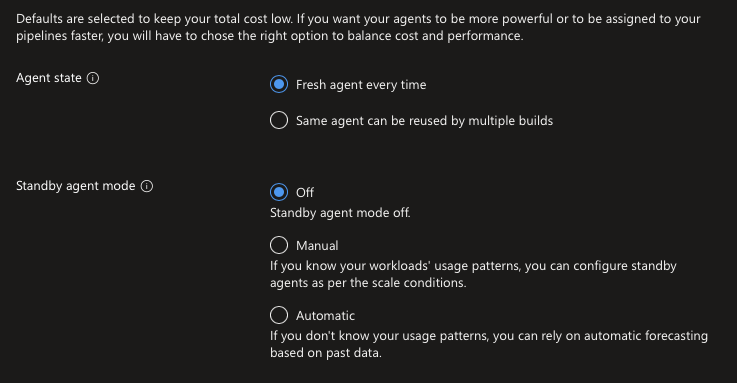 Defaults are selected to keep your total cost low. If you want your agents to be more powerful or to be assigned to your
pipelines faster, you will have to chose the right option to balance cost and performance.
Agent state
Fresh agent every time
Same agent can be reused by multiple builds
Standby agent mode
Off
Standby agent mode off.
Manual
If you know your workloads' usage patterns, you can configure standby
agents as per the scale conditions.
Automatic
If you don't know your usage patterns, you can rely on automatic forecasting
based on past data.